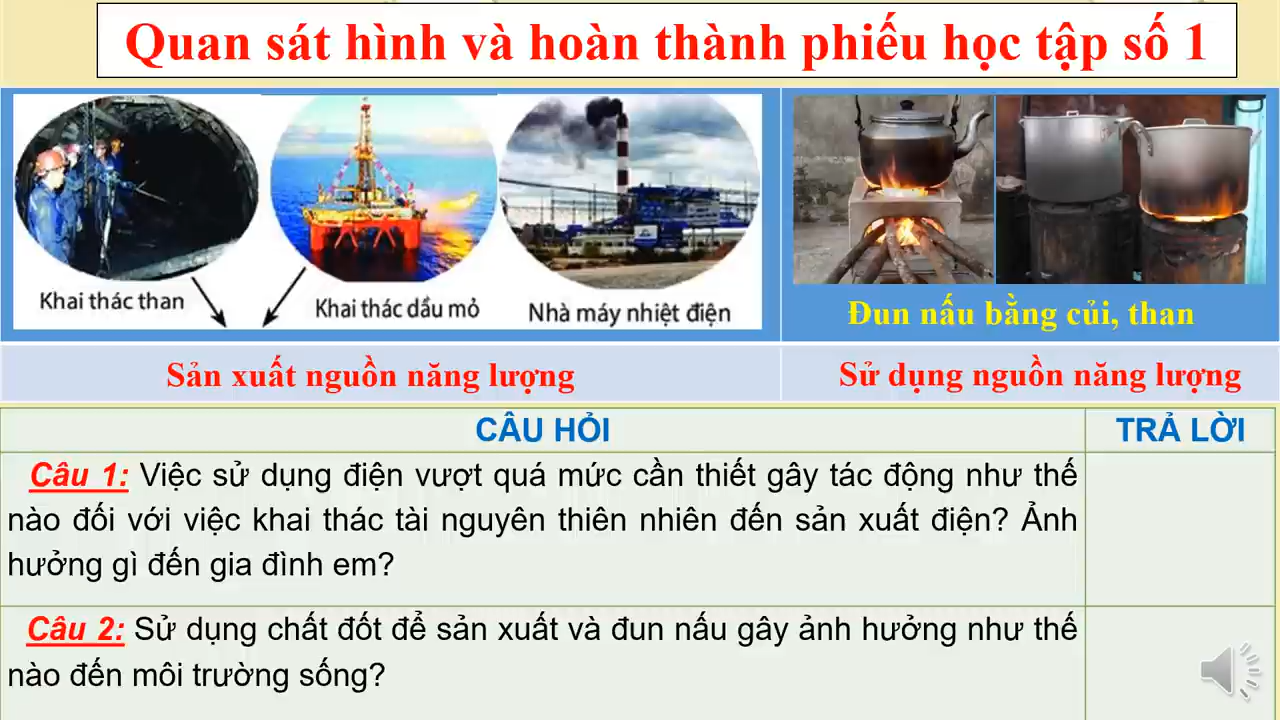 Quan sát hình và hoàn thành phiếu học tập số 1
Khai thác than
Khai thác dầu mỏ
Nhà máy nhiệt điện
Đun nấu bằng củi, than
Sản xuất nguồn năng lượng
Sử dụng nguồn năng lượng
CÂU HỎI
TRẢ LỜI
Câu 1: Việc sử dụng điện vượt quá mức cần thiết gây tác động như thế
nào đối với việc khai thác tài nguyên thiên nhiên đến sản xuất điện? Ảnh
hưởng gì đến gia đình em?
Câu 2: Sử dụng chất đốt để sản xuất và đun nấu gây ảnh hưởng như thế
nào đến môi trường sống?